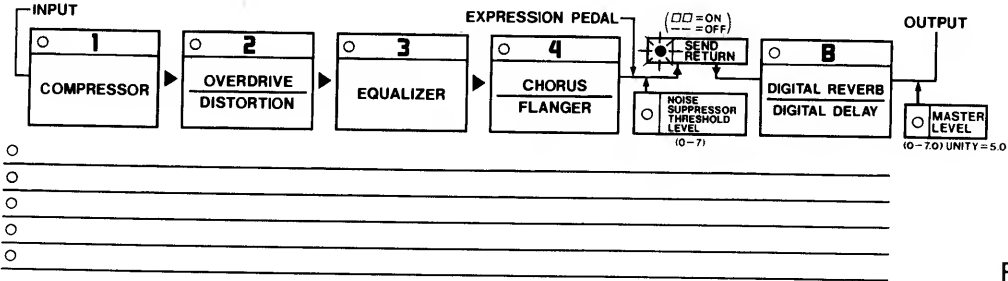 INPUT
EXPRESSION PEDAL
(□□=ON
-- =OFF)
OUTPUT
1
COMPRESSOR
2
OVERDRIVE
DISTORTION
3
EQUALIZER
4
CHORUS
FLANGER
SEND
RETURN
NOISE
SUPPRESSOR
THRESHOLD
LEVEL
(0-7)
B
DIGITAL REVERB
DIGITAL DELAY
MASTER
LEVEL
(0-7.0) UNITY=5.0
F